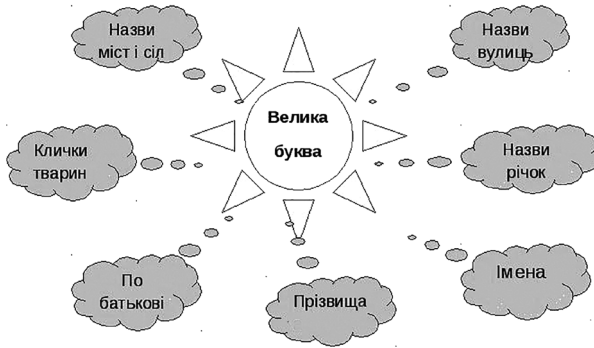 Назви
міст і сіл
Назви
вулиць
Велика
буква
Клички
тварин
Назви
річок
По
батькові
Прізвища
Імена